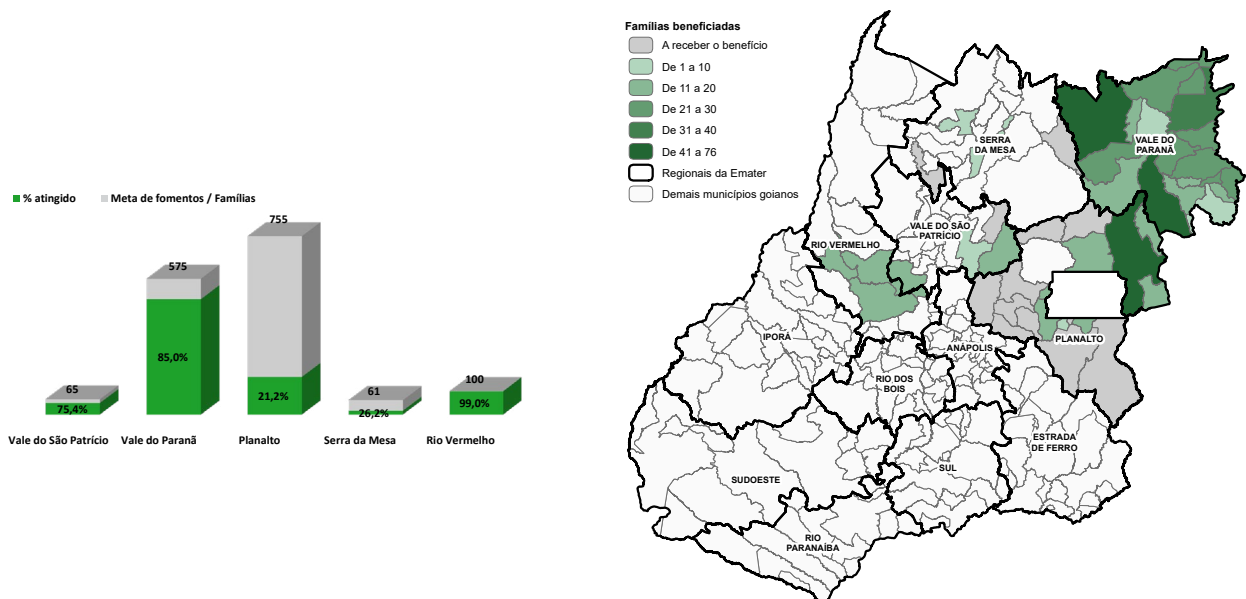 % atingido
Meta de fomentos / Famílias
65
75,4%
575
85,0%
755
21,2%
61
26,2%
100
99,0%
Vale do São Patrício
Vale do Paranã
Planalto
Serra da Mesa
Rio Vermelho
Famílias beneficiadas
A receber o benefício
De 1 a 10
De 11 a 20
De 21 a 30
De 31 a 40
De 41 a 76
Regionais da Emater
Demais municípios goianos
SERRA
DA MESA
VALE DO
PARANÃ
VALE DO SÃO
PATRÍCIO
RIO VERMELHO
IPORÁ
ANÁPOLIS
PLANALTO
RIO DOS
BOIS
ESTRADA
DE FERRO
SUL
SUDOESTE
RIO
PARANAÍBA